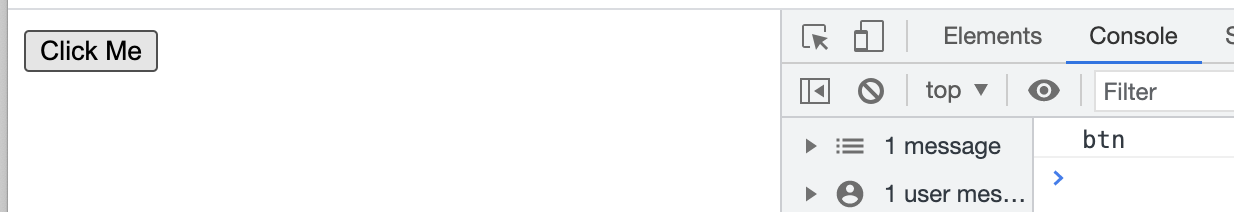 Click Me
Elements Console S
top Filter
1 message
btn
1 user mes…